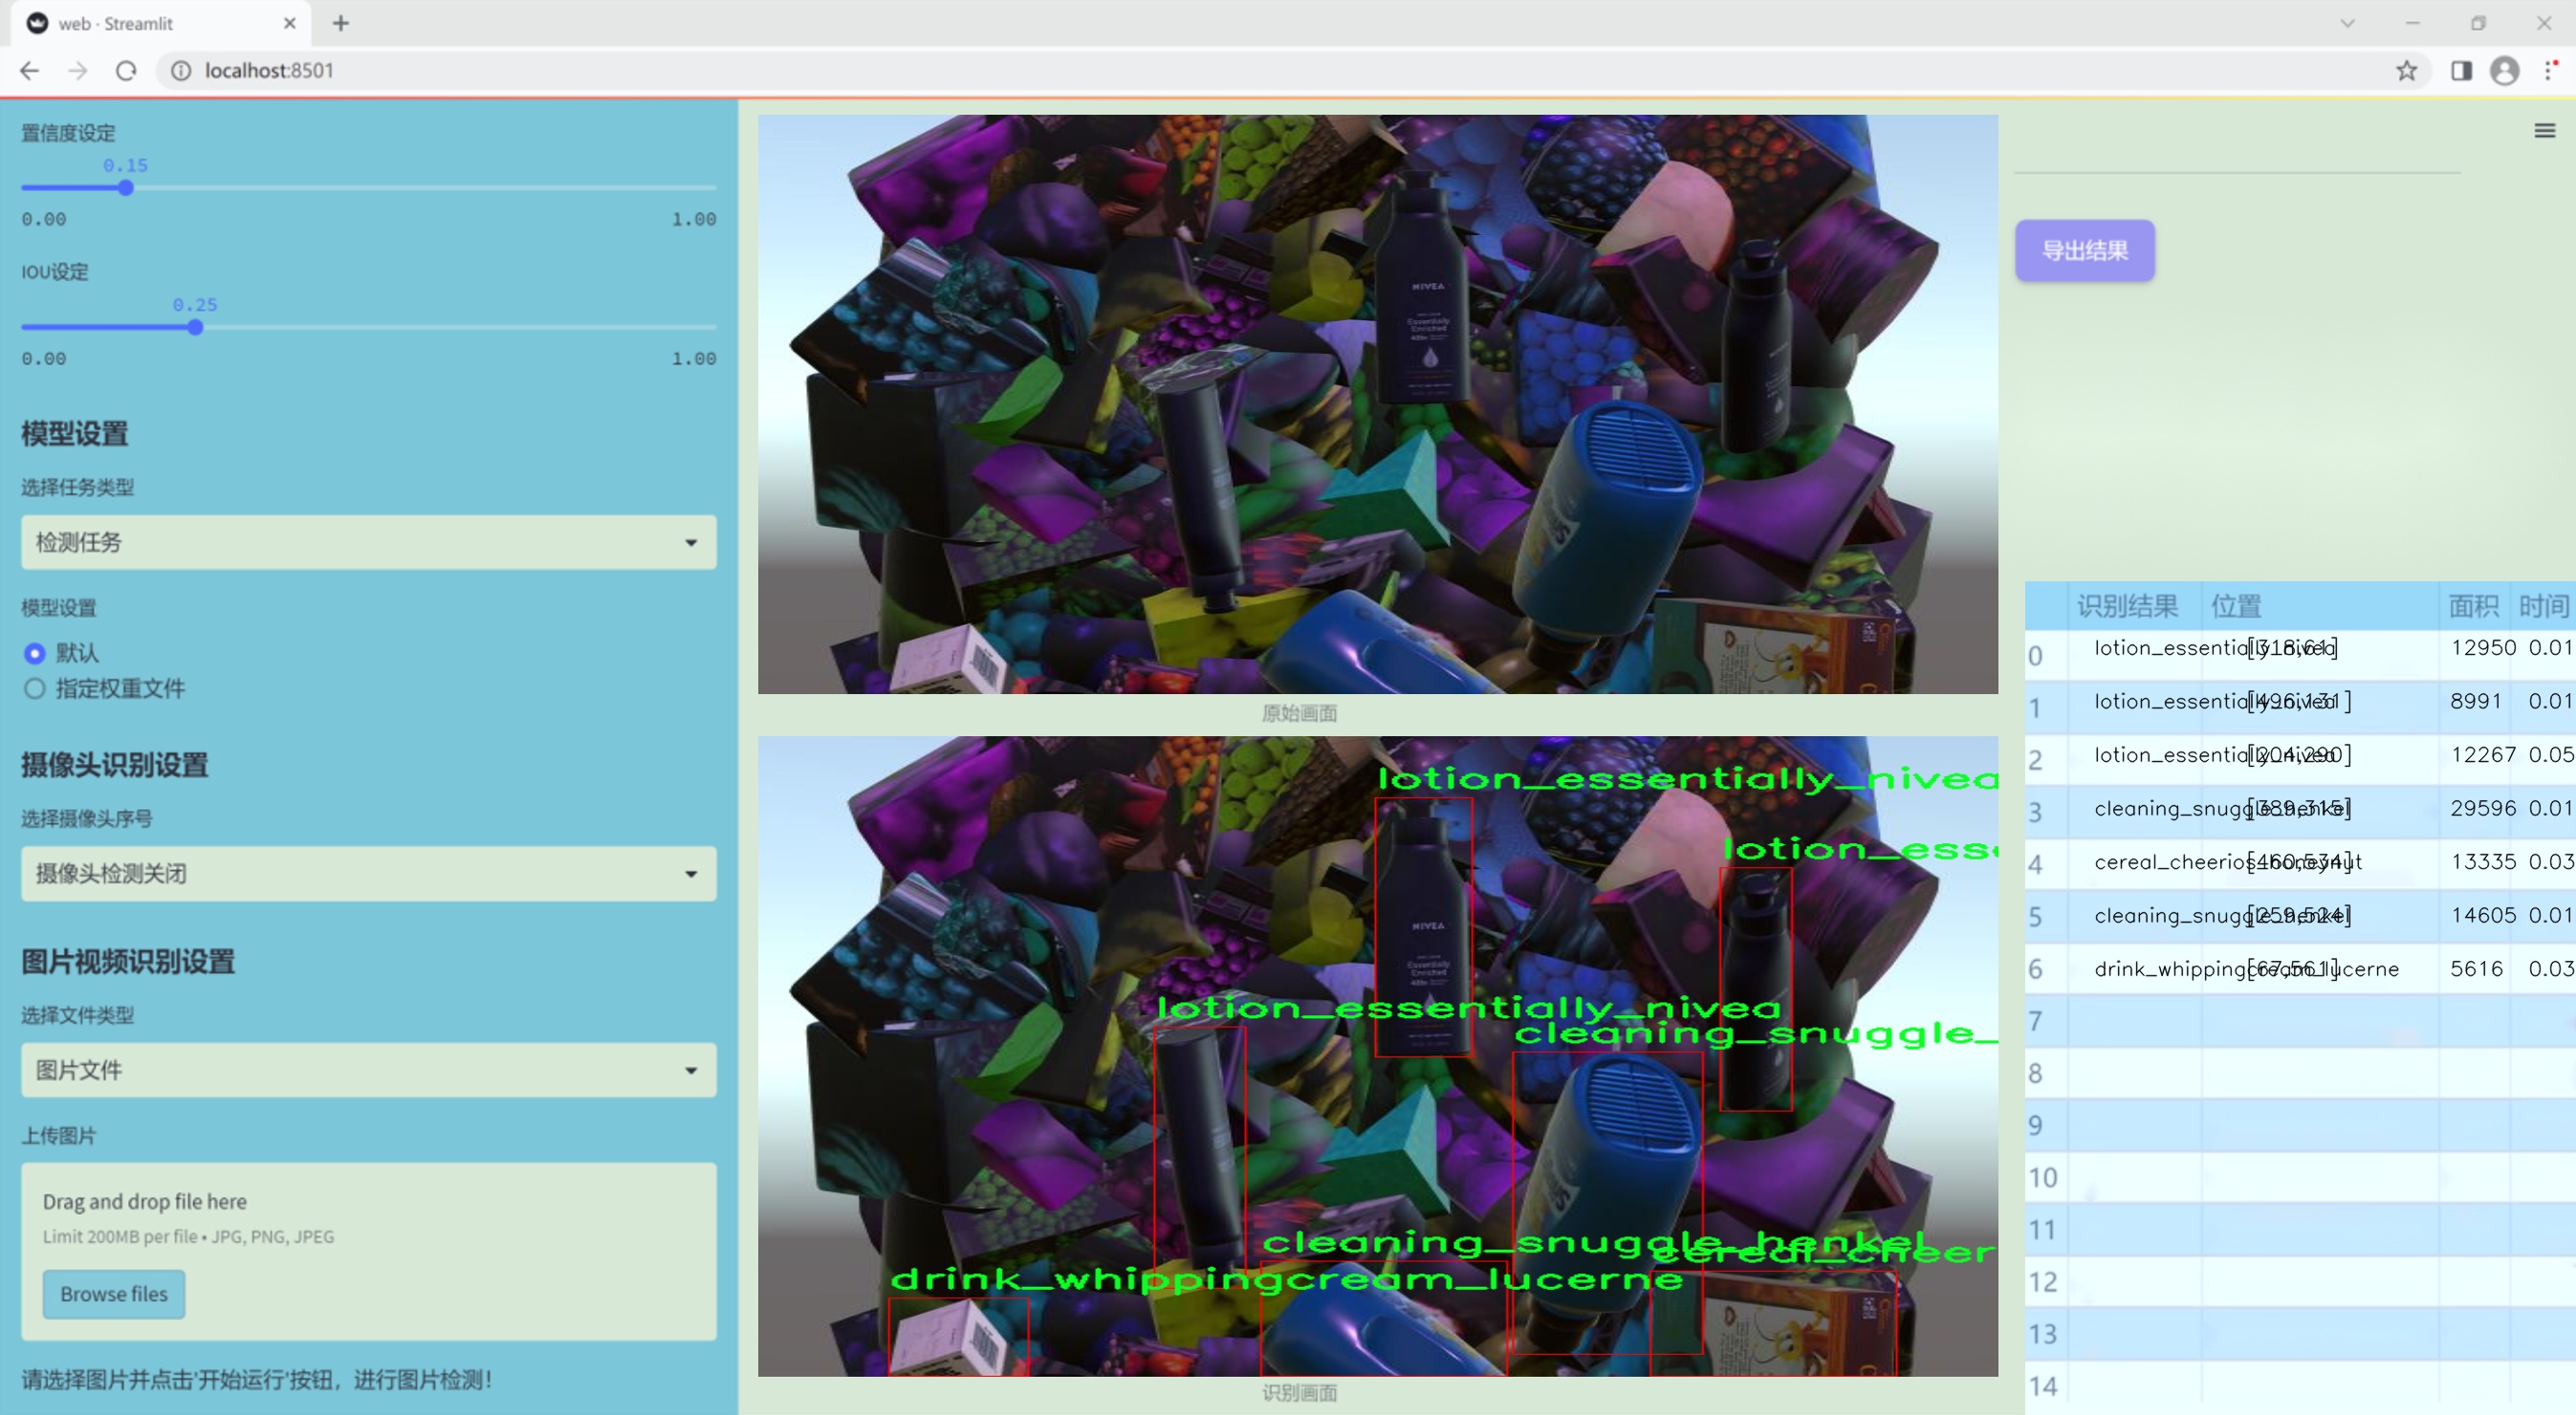 web · Streamlit
localhost:8501
置信度设定
0.15
0.00 1.00
IOU设定
0.25
0.00 1.00
模型设置
选择任务类型
检测任务
模型设置
默认
指定权重文件
摄像头识别设置
选择摄像头序号
摄像头检测关闭
图片视频识别设置
选择文件类型
图片文件
上传图片
Drag and drop file here
Limit 200MB per file • JPG, PNG, JPEG
Browse files
请选择图片并点击'开始运行'按钮，进行图片检测！
NIVEA
Essentially
Enriched
原始画面
lotion_essentially_nivea
lotion_ess
NIVEA
Essentially
Enriched
lotion_essentially_nivea
cleaning_snuggle_
cleaning_snuggle_henkel
cereal_cheer
drink_whippingcream_lucerne
识别画面
导出结果
识别结果 位置 面积 时间
0 lotion_essentially_nivea [318,61] 12950 0.01
1 lotion_essentially_nivea [496,131] 8991 0.01
2 lotion_essentially_nivea [204,290] 12267 0.05
3 cleaning_snuggle_henkel [389,315] 29596 0.01
4 cereal_cheerios_honeynut [460,534] 13335 0.03
5 cleaning_snuggle_henkel [259,524] 14605 0.01
6 drink_whippingcream_lucerne [67,561] 5616 0.03
7
8
9
10
11
12
13
14